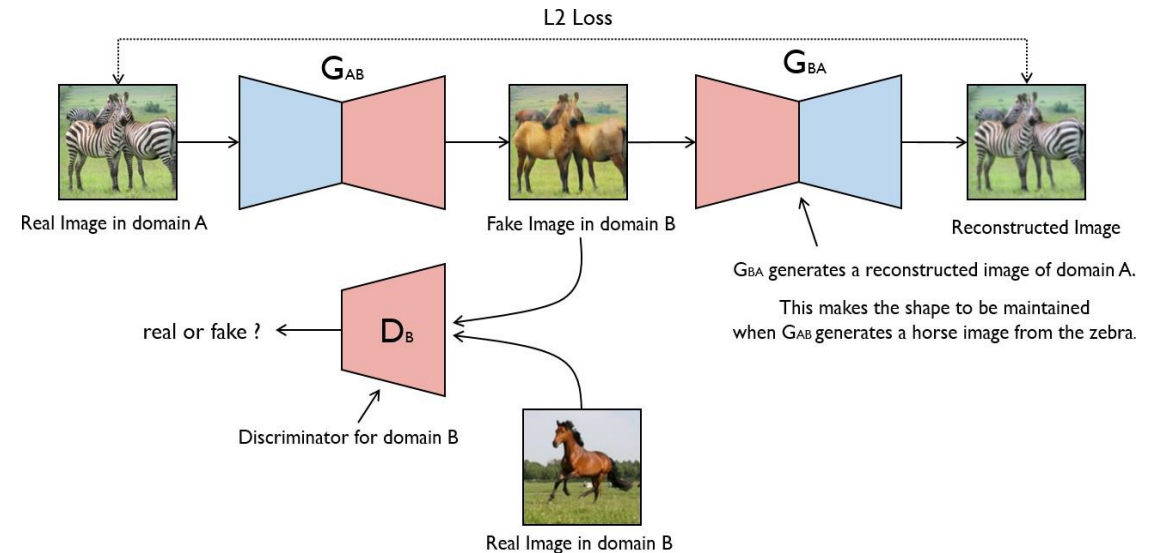 L2 Loss
GAB
GBA
Real Image in domain A
Fake Image in domain B
Reconstructed Image
GBA generates a reconstructed image of domain A.
This makes the shape to be maintained
when GAB generates a horse image from the zebra.
real or fake ?
DB
Discriminator for domain B
Real Image in domain B